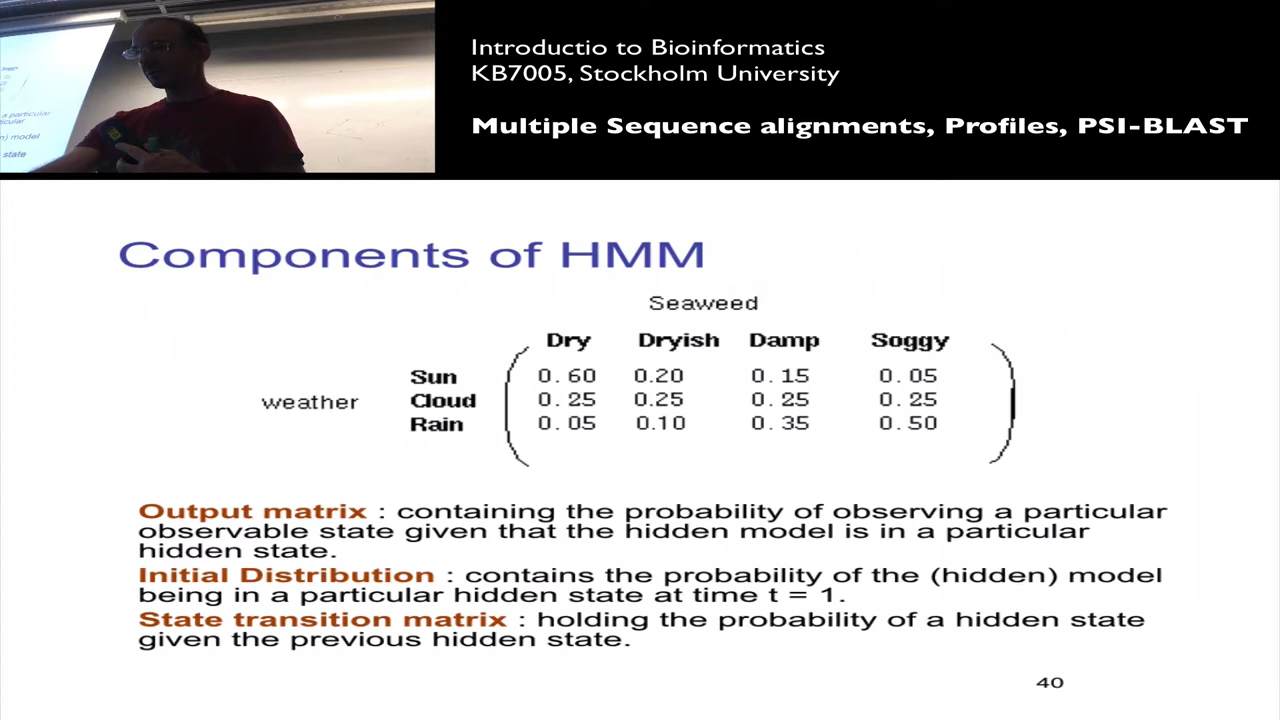 Introductio to Bioinformatics
KB7005, Stockholm University
Multiple Sequence alignments, Profiles, PSI-BLAST
a particular
model
state
Components of HMM
Seaweed
Dry Dryish Damp Soggy
Sun 0.60 0.20 0.15 0.05
weather Cloud 0.25 0.25 0.25 0.25
Rain 0.05 0.10 0.35 0.50
Output matrix : containing the probability of observing a particular
observable state given that the hidden model is in a particular
hidden state.
Initial Distribution : contains the probability of the (hidden) model
being in a particular hidden state at time t = 1.
State transition matrix : holding the probability of a hidden state
given the previous hidden state.
40